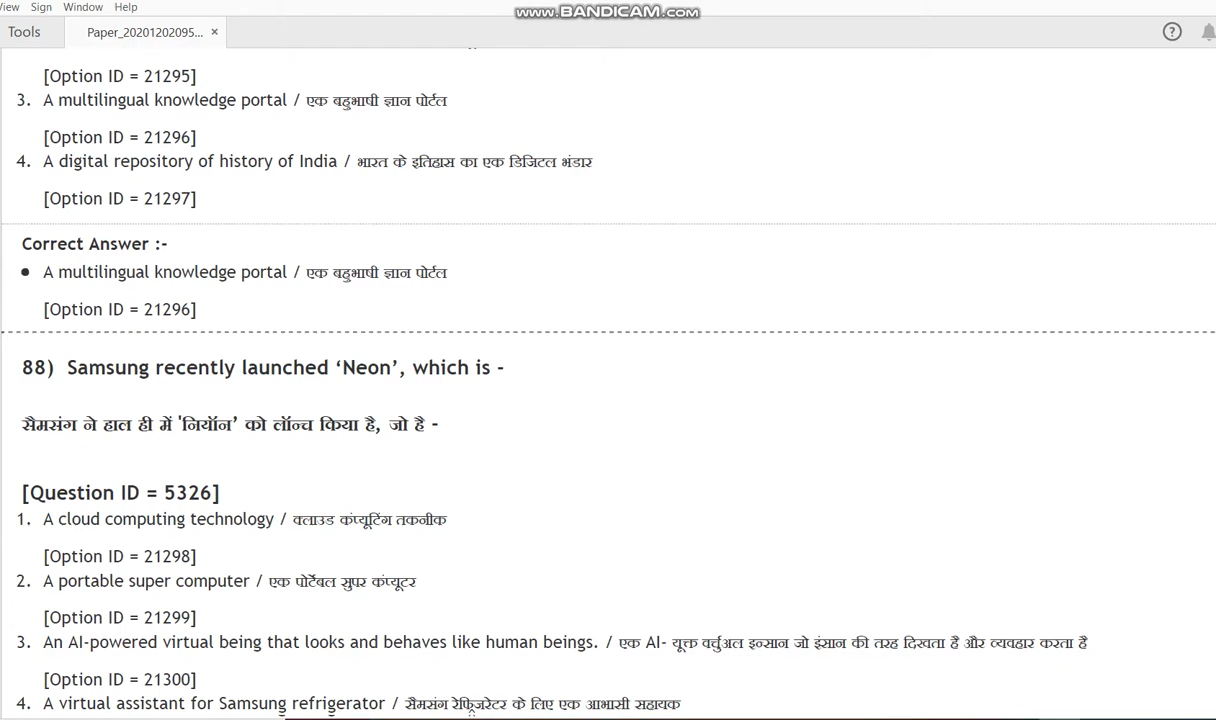 View Sign Window Help
www.BANDICAM.com
Tools Paper_20201202095... ×
[Option ID = 21295]
3. A multilingual knowledge portal / एक बहुभाषी ज्ञान पोर्टल
[Option ID = 21296]
4. A digital repository of history of India / भारत के इतिहास का एक डिजिटल भंडार
[Option ID = 21297]
Correct Answer :-
● A multilingual knowledge portal / एक बहुभाषी ज्ञान पोर्टल
[Option ID = 21296]
88) Samsung recently launched ‘Neon’, which is -
सैमसंग ने हाल ही में 'नियॉन’ को लॉन्च किया है, जो है -
[Question ID = 5326]
1. A cloud computing technology / क्लाउड कंप्यूटिंग तकनीक
[Option ID = 21298]
2. A portable super computer / एक पोर्टेबल सुपर कंप्यूटर
[Option ID = 21299]
3. An AI-powered virtual being that looks and behaves like human beings. / एक AI- यूक्त वर्चुअल इन्सान जो इंसान की तरह दिखता है और व्यवहार करता है
[Option ID = 21300]
4. A virtual assistant for Samsung refrigerator / सैमसंग रेफ्रिजरेटर के लिए एक आभासी सहायक